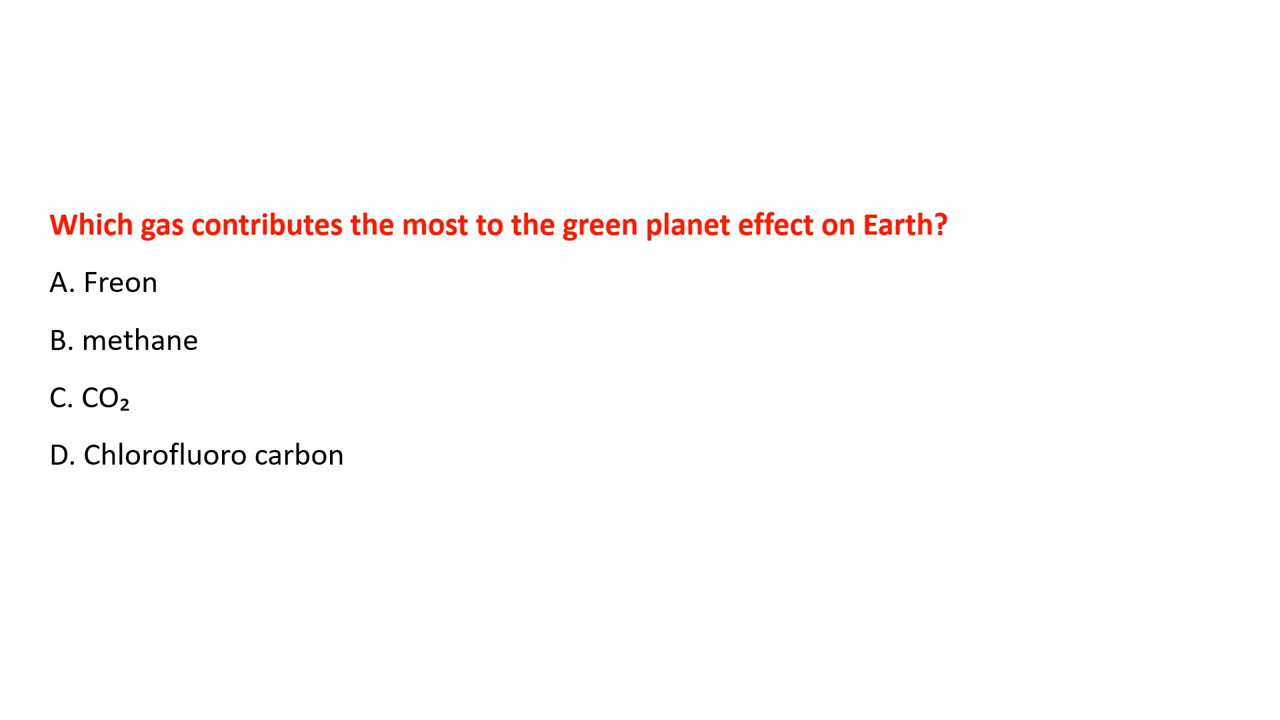 Which gas contributes the most to the green planet effect on Earth?
A. Freon
B. methane
C. CO₂
D. Chlorofluoro carbon